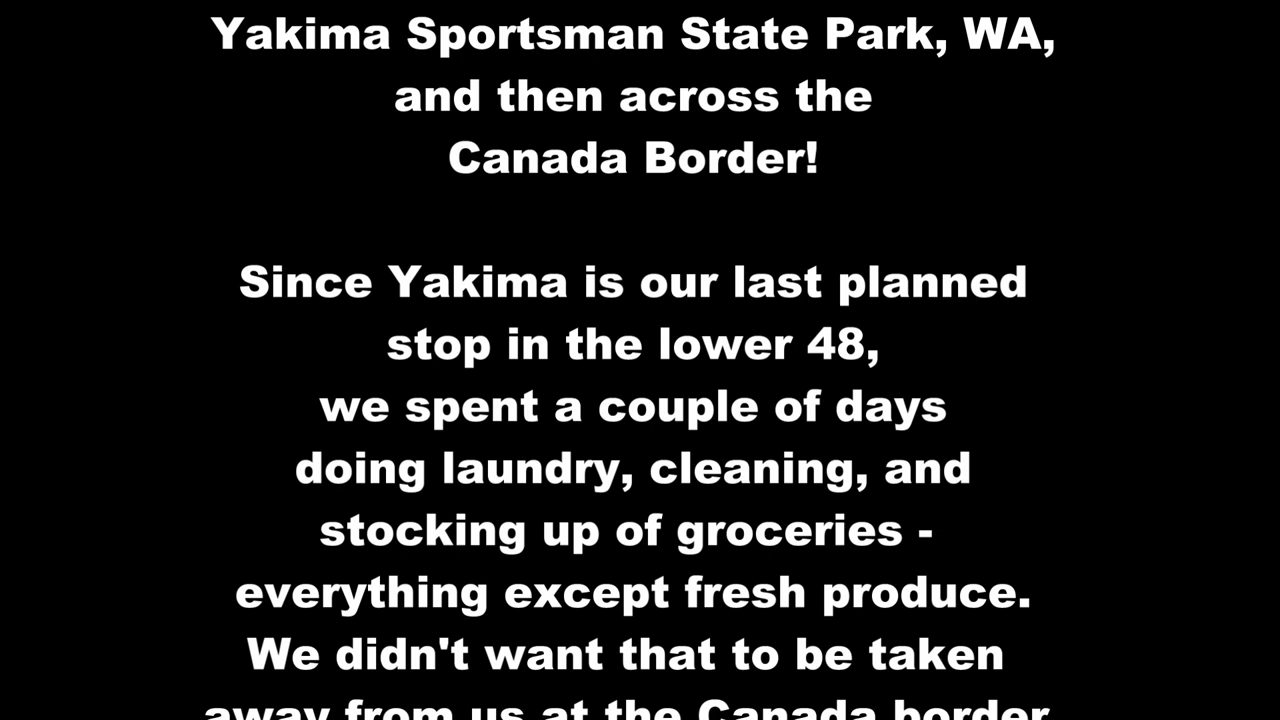 Yakima Sportsman State Park, WA,
and then across the
Canada Border!
Since Yakima is our last planned
stop in the lower 48,
we spent a couple of days
doing laundry, cleaning, and
stocking up of groceries -
everything except fresh produce.
We didn't want that to be taken
away from us at the Canada border